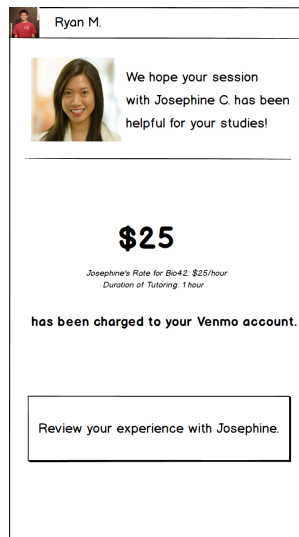 Ryan M.
We hope your session
with Josephine C. has been
helpful for your studies!
$25
Josephine's Rate for Bio42: $25/hour
Duration of Tutoring: 1 hour
has been charged to your Venmo account.
Review your experience with Josephine.